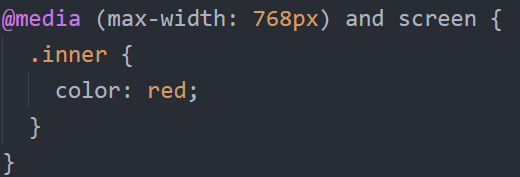 @media (max-width: 768px) and screen {
.inner {
color: red;
}
}